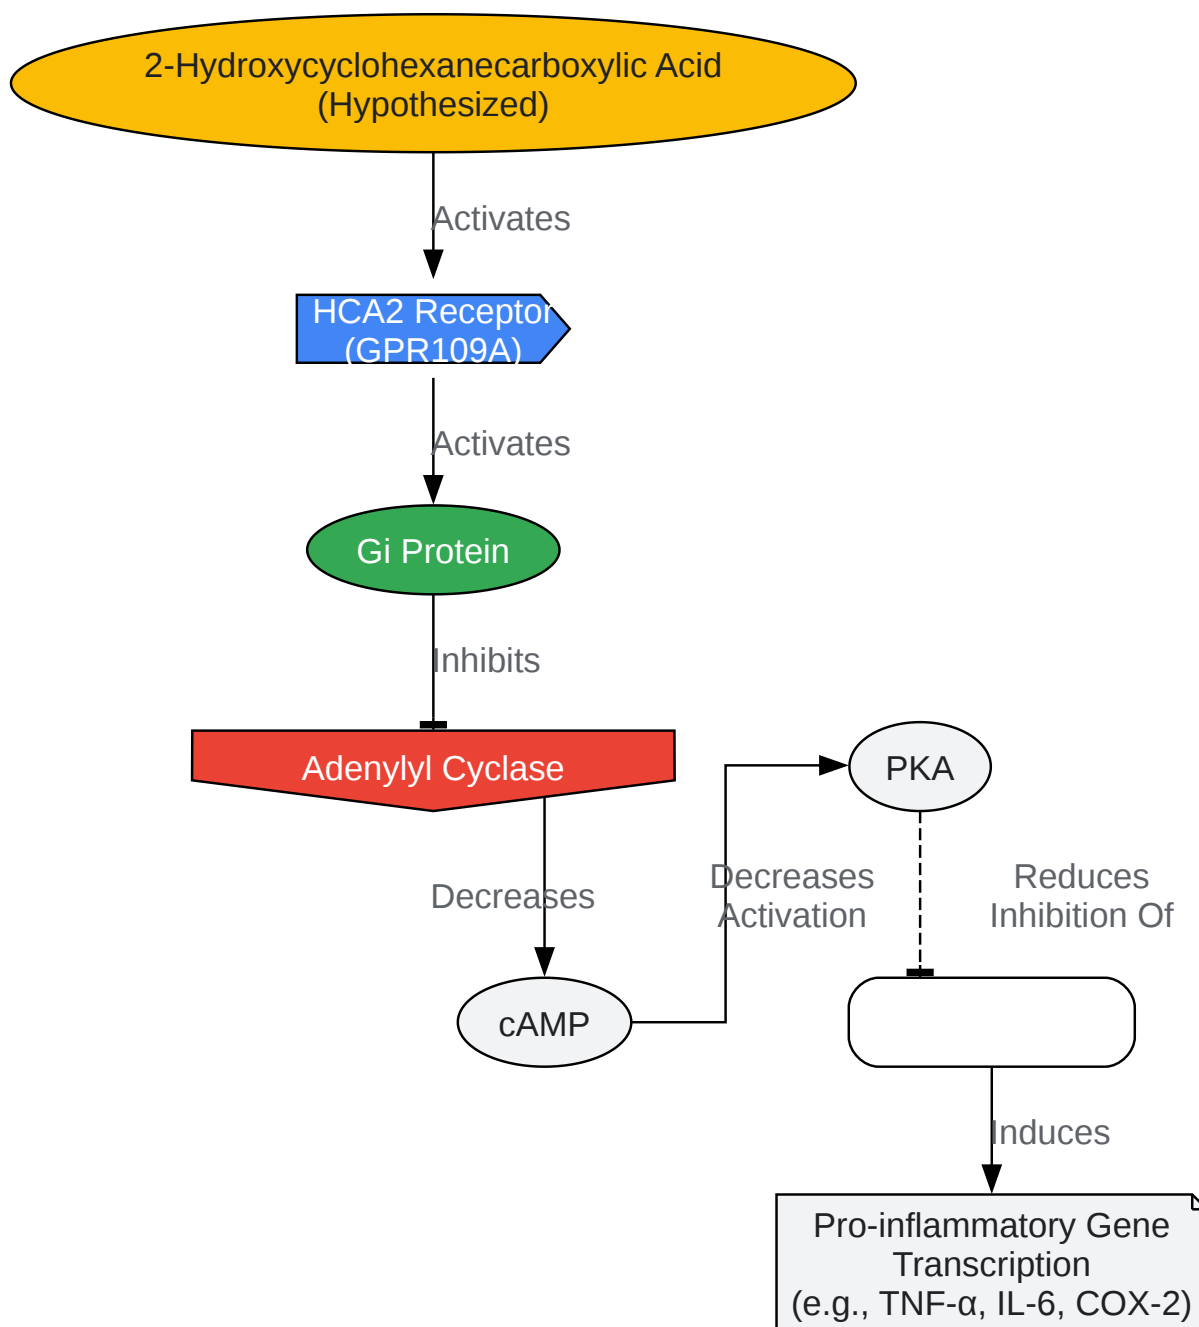 2-Hydroxycyclohexanecarboxylic Acid
(Hypothesized)
Activates
HCA2 Receptor
(GPR109A)
Activates
Gi Protein
Inhibits
Adenylyl Cyclase
PKA
Decreases
Decreases
Activation
Reduces
Inhibition Of
cAMP
Induces
Pro-inflammatory Gene
Transcription
(e.g., TNF-α, IL-6, COX-2)